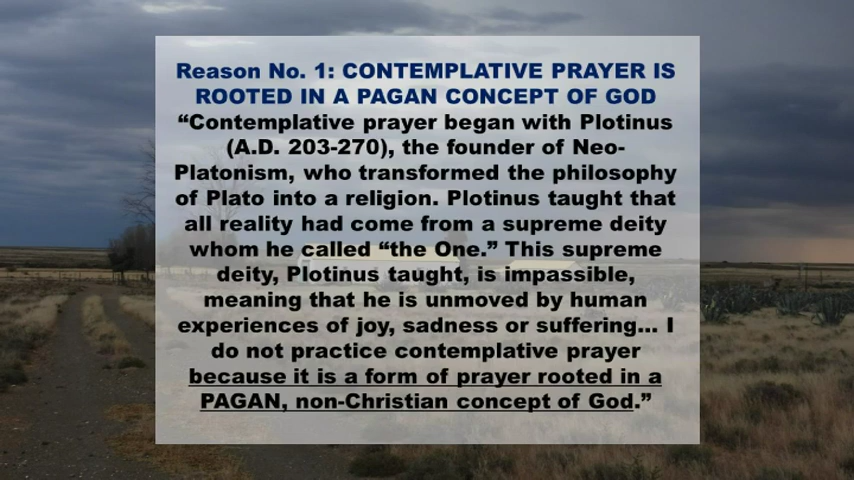 Reason No. 1: CONTEMPLATIVE PRAYER IS
ROOTED IN A PAGAN CONCEPT OF GOD
“Contemplative prayer began with Plotinus
(A.D. 203-270), the founder of Neo-
Platonism, who transformed the philosophy
of Plato into a religion. Plotinus taught that
all reality had come from a supreme deity
whom he called “the One.” This supreme
deity, Plotinus taught, is impassible,
meaning that he is unmoved by human
experiences of joy, sadness or suffering… I
do not practice contemplative prayer
because it is a form of prayer rooted in a
PAGAN, non-Christian concept of God.”